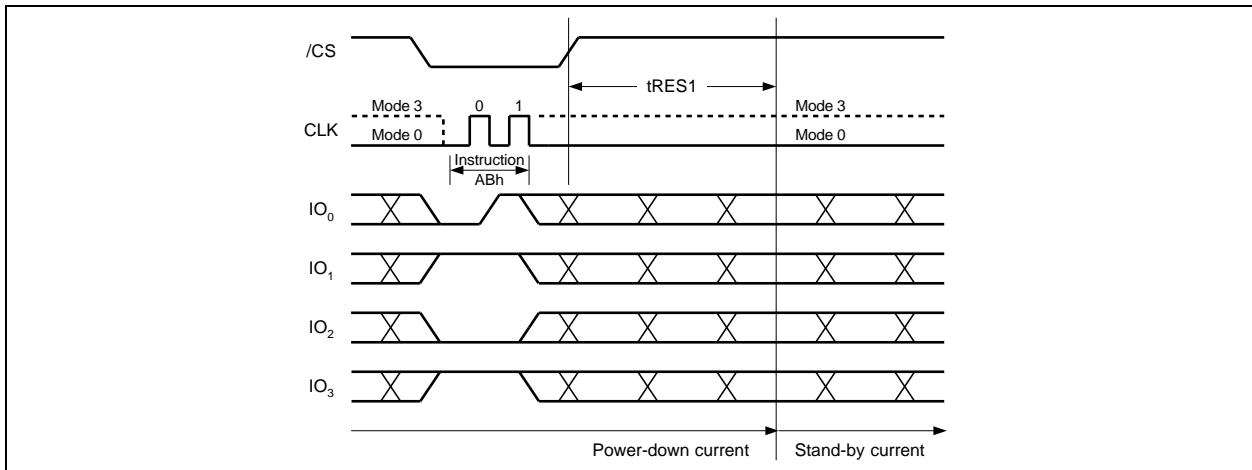 /CS
tRES1
Mode 3 0 1 Mode 3
CLK
Mode 0 Mode 0
Instruction
ABh
IO0
IO1
IO2
IO3
Power-down current Stand-by current